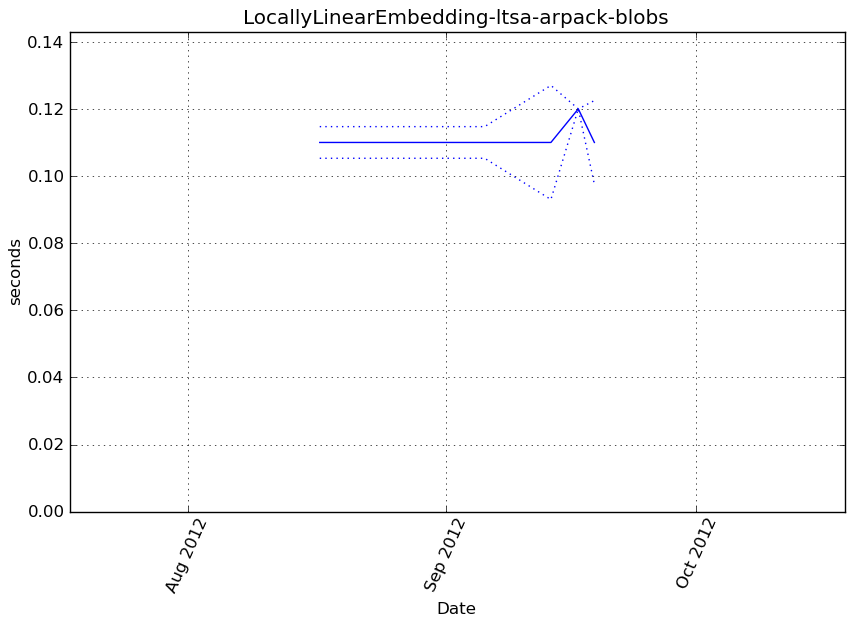 LocallyLinearEmbedding-ltsa-arpack-blobs
0.14
0.12
0.10
0.08
0.06
0.04
0.02
0.00
seconds
Aug 2012
Sep 2012
Oct 2012
Date